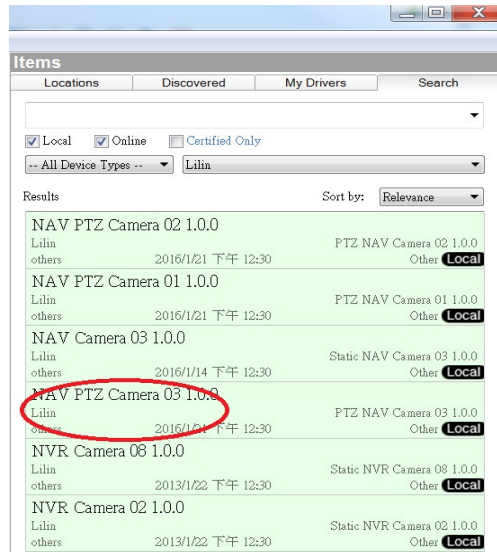 Items
Locations Discovered My Drivers Search
Local Online Certified Only
-- All Device Types -- Lilin
Results Sort by: Relevance
NAV PTZ Camera 02 1.0.0
Lilin PTZ NAV Camera 02 1.0.0
others 2016/1/21 下午 12:30 Other Local
NAV PTZ Camera 01 1.0.0
Lilin PTZ NAV Camera 01 1.0.0
others 2016/1/21 下午 12:30 Other Local
NAV Camera 03 1.0.0
Lilin Static NAV Camera 03 1.0.0
others 2016/1/14 下午 12:30 Other Local
NAV PTZ Camera 03 1.0.0
Lilin PTZ NAV Camera 03 1.0.0
others 2016/1/21 下午 12:30 Other Local
NVR Camera 08 1.0.0
Lilin Static NVR Camera 08 1.0.0
others 2013/1/22 下午 12:30 Other Local
NVR Camera 02 1.0.0
Lilin Static NVR Camera 02 1.0.0
others 2013/1/22 下午 12:30 Other Local